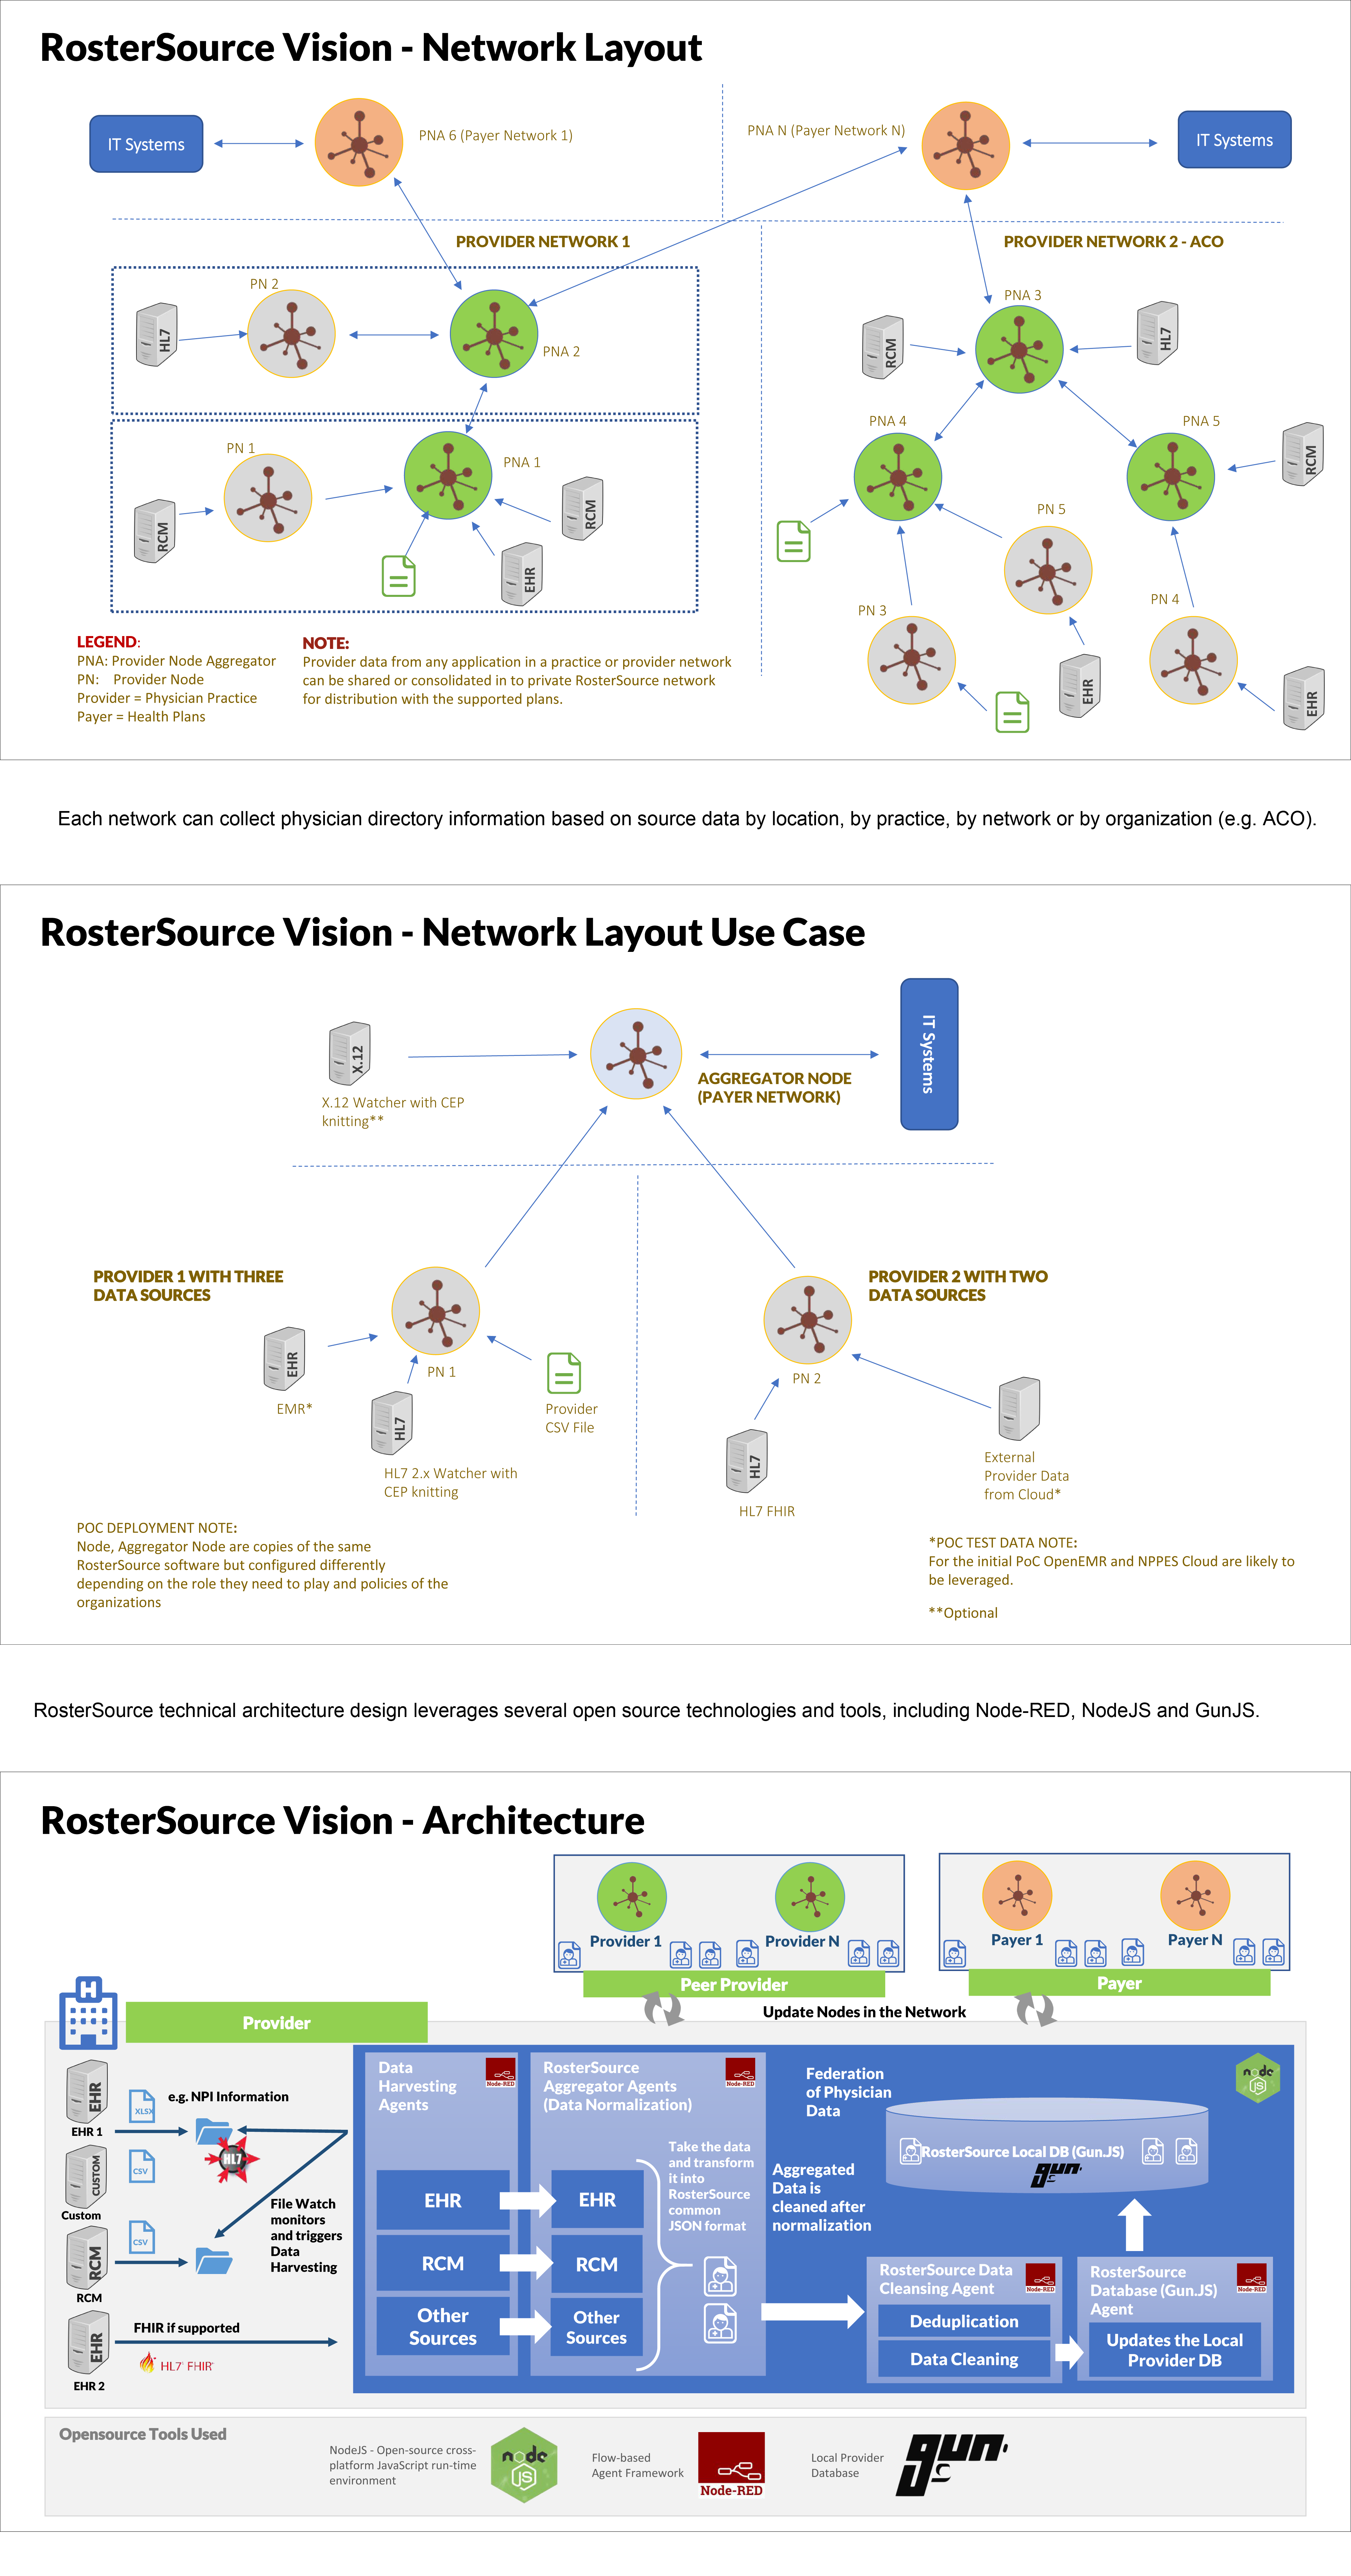 RosterSource Vision - Network Layout
IT Systems
PNA 6 (Payer Network 1)
PNA N (Payer Network N)
IT Systems
PROVIDER NETWORK 1
PROVIDER NETWORK 2 - ACO
PN 2
HL7
PNA 2
PNA 3
RCM
HL7
PN 1
PNA 1
RCM
RCM
EHR
PNA 4
PNA 5
RCM
PN 5
PN 3
PN 4
EHR
EHR
LEGEND:
PNA: Provider Node Aggregator
PN: Provider Node
Provider = Physician Practice
Payer = Health Plans
NOTE:
Provider data from any application in a practice or provider network
can be shared or consolidated in to private RosterSource network
for distribution with the supported plans.
Each network can collect physician directory information based on source data by location, by practice, by network or by organization (e.g. ACO).
RosterSource Vision - Network Layout Use Case
X.12
X.12 Watcher with CEP
knitting**
AGGREGATOR NODE
(PAYER NETWORK)
IT Systems
PROVIDER 1 WITH THREE
DATA SOURCES
PROVIDER 2 WITH TWO
DATA SOURCES
EHR
EMR*
PN 1
HL7
HL7 2.x Watcher with
CEP knitting
Provider
CSV File
PN 2
HL7
HL7 FHIR
External
Provider Data
from Cloud*
POC DEPLOYMENT NOTE:
Node, Aggregator Node are copies of the same
RosterSource software but configured differently
depending on the role they need to play and policies of the
organizations
*POC TEST DATA NOTE:
For the initial PoC OpenEMR and NPPES Cloud are likely to
be leveraged.
**Optional
RosterSource technical architecture design leverages several open source technologies and tools, including Node-RED, NodeJS and GunJS.
RosterSource Vision - Architecture
Provider 1
Provider N
Peer Provider
Payer 1
Payer N
Payer
Update Nodes in the Network
H
Provider
EHR
EHR 1
XLSX
e.g. NPI Information
HL7
CUSTOM
Custom
CSV
RCM
RCM
CSV
File Watch
monitors
and triggers
Data
Harvesting
EHR
EHR 2
FHIR if supported
HL7 FHIR
Data
Harvesting
Agents
Node-RED
EHR
RCM
Other
Sources
RosterSource
Aggregator Agents
(Data Normalization)
Node-RED
EHR
RCM
Other
Sources
Take the data
and transform
it into
RosterSource
common
JSON format
Federation
of Physician
Data
node
JS
RosterSource Local DB (Gun.JS)
gun
Aggregated
Data is
cleaned after
normalization
RosterSource Data
Cleansing Agent
Node-RED
Deduplication
Data Cleaning
RosterSource
Database (Gun.JS)
Agent
Node-RED
Updates the Local
Provider DB
Opensource Tools Used
NodeJS - Open-source cross-
platform JavaScript run-time
environment
node
JS
Flow-based
Agent Framework
Node-RED
Local Provider
Database
gun